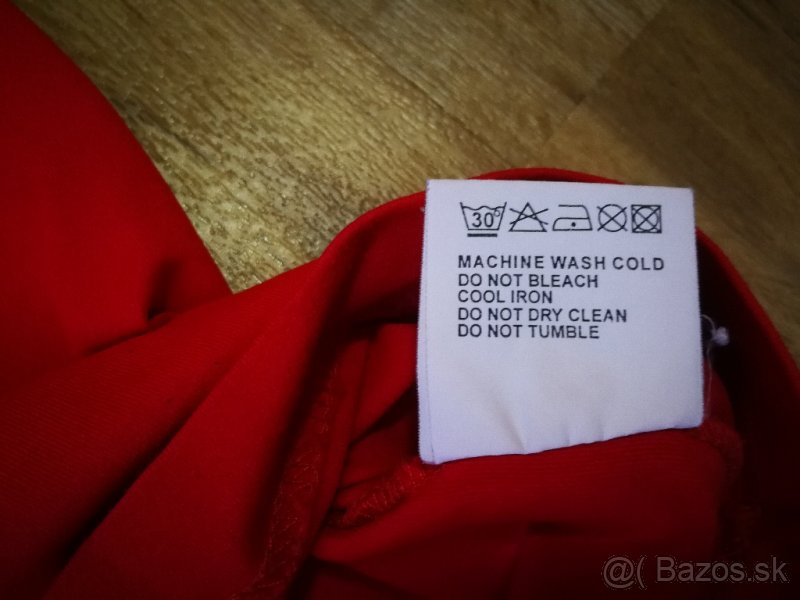 30
MACHINE WASH COLD
DO NOT BLEACH
COOL IRON
DO NOT DRY CLEAN
DO NOT TUMBLE
@( Bazos.sk